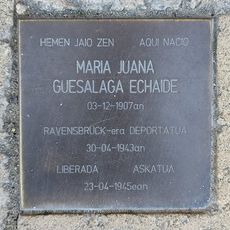 HEMEN JAIO ZEN AQUI NACIO
MARIA JUANA
GUESALAGA ECHAIDE
03-12-1907an
RAVENSBRÜCK-era DEPORTATUA
30-04-1943an
LIBERADA ASKATUA
23-04-1945ean